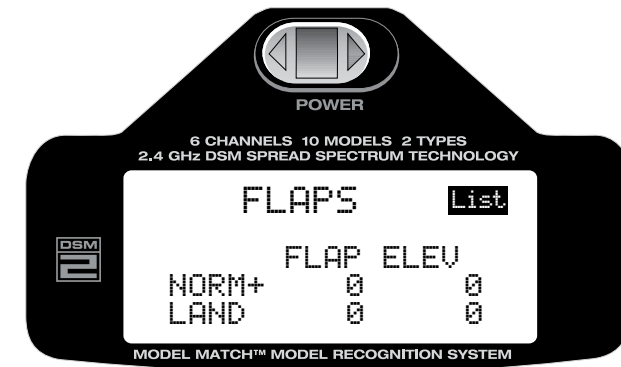 POWER
6 CHANNELS 10 MODELS 2 TYPES
2.4 GHz DSM SPREAD SPECTRUM TECHNOLOGY
FLAPS List
DSM
2
FLAP ELEV
NORM+ 0 0
LAND 0 0
MODEL MATCH™ MODEL RECOGNITION SYSTEM